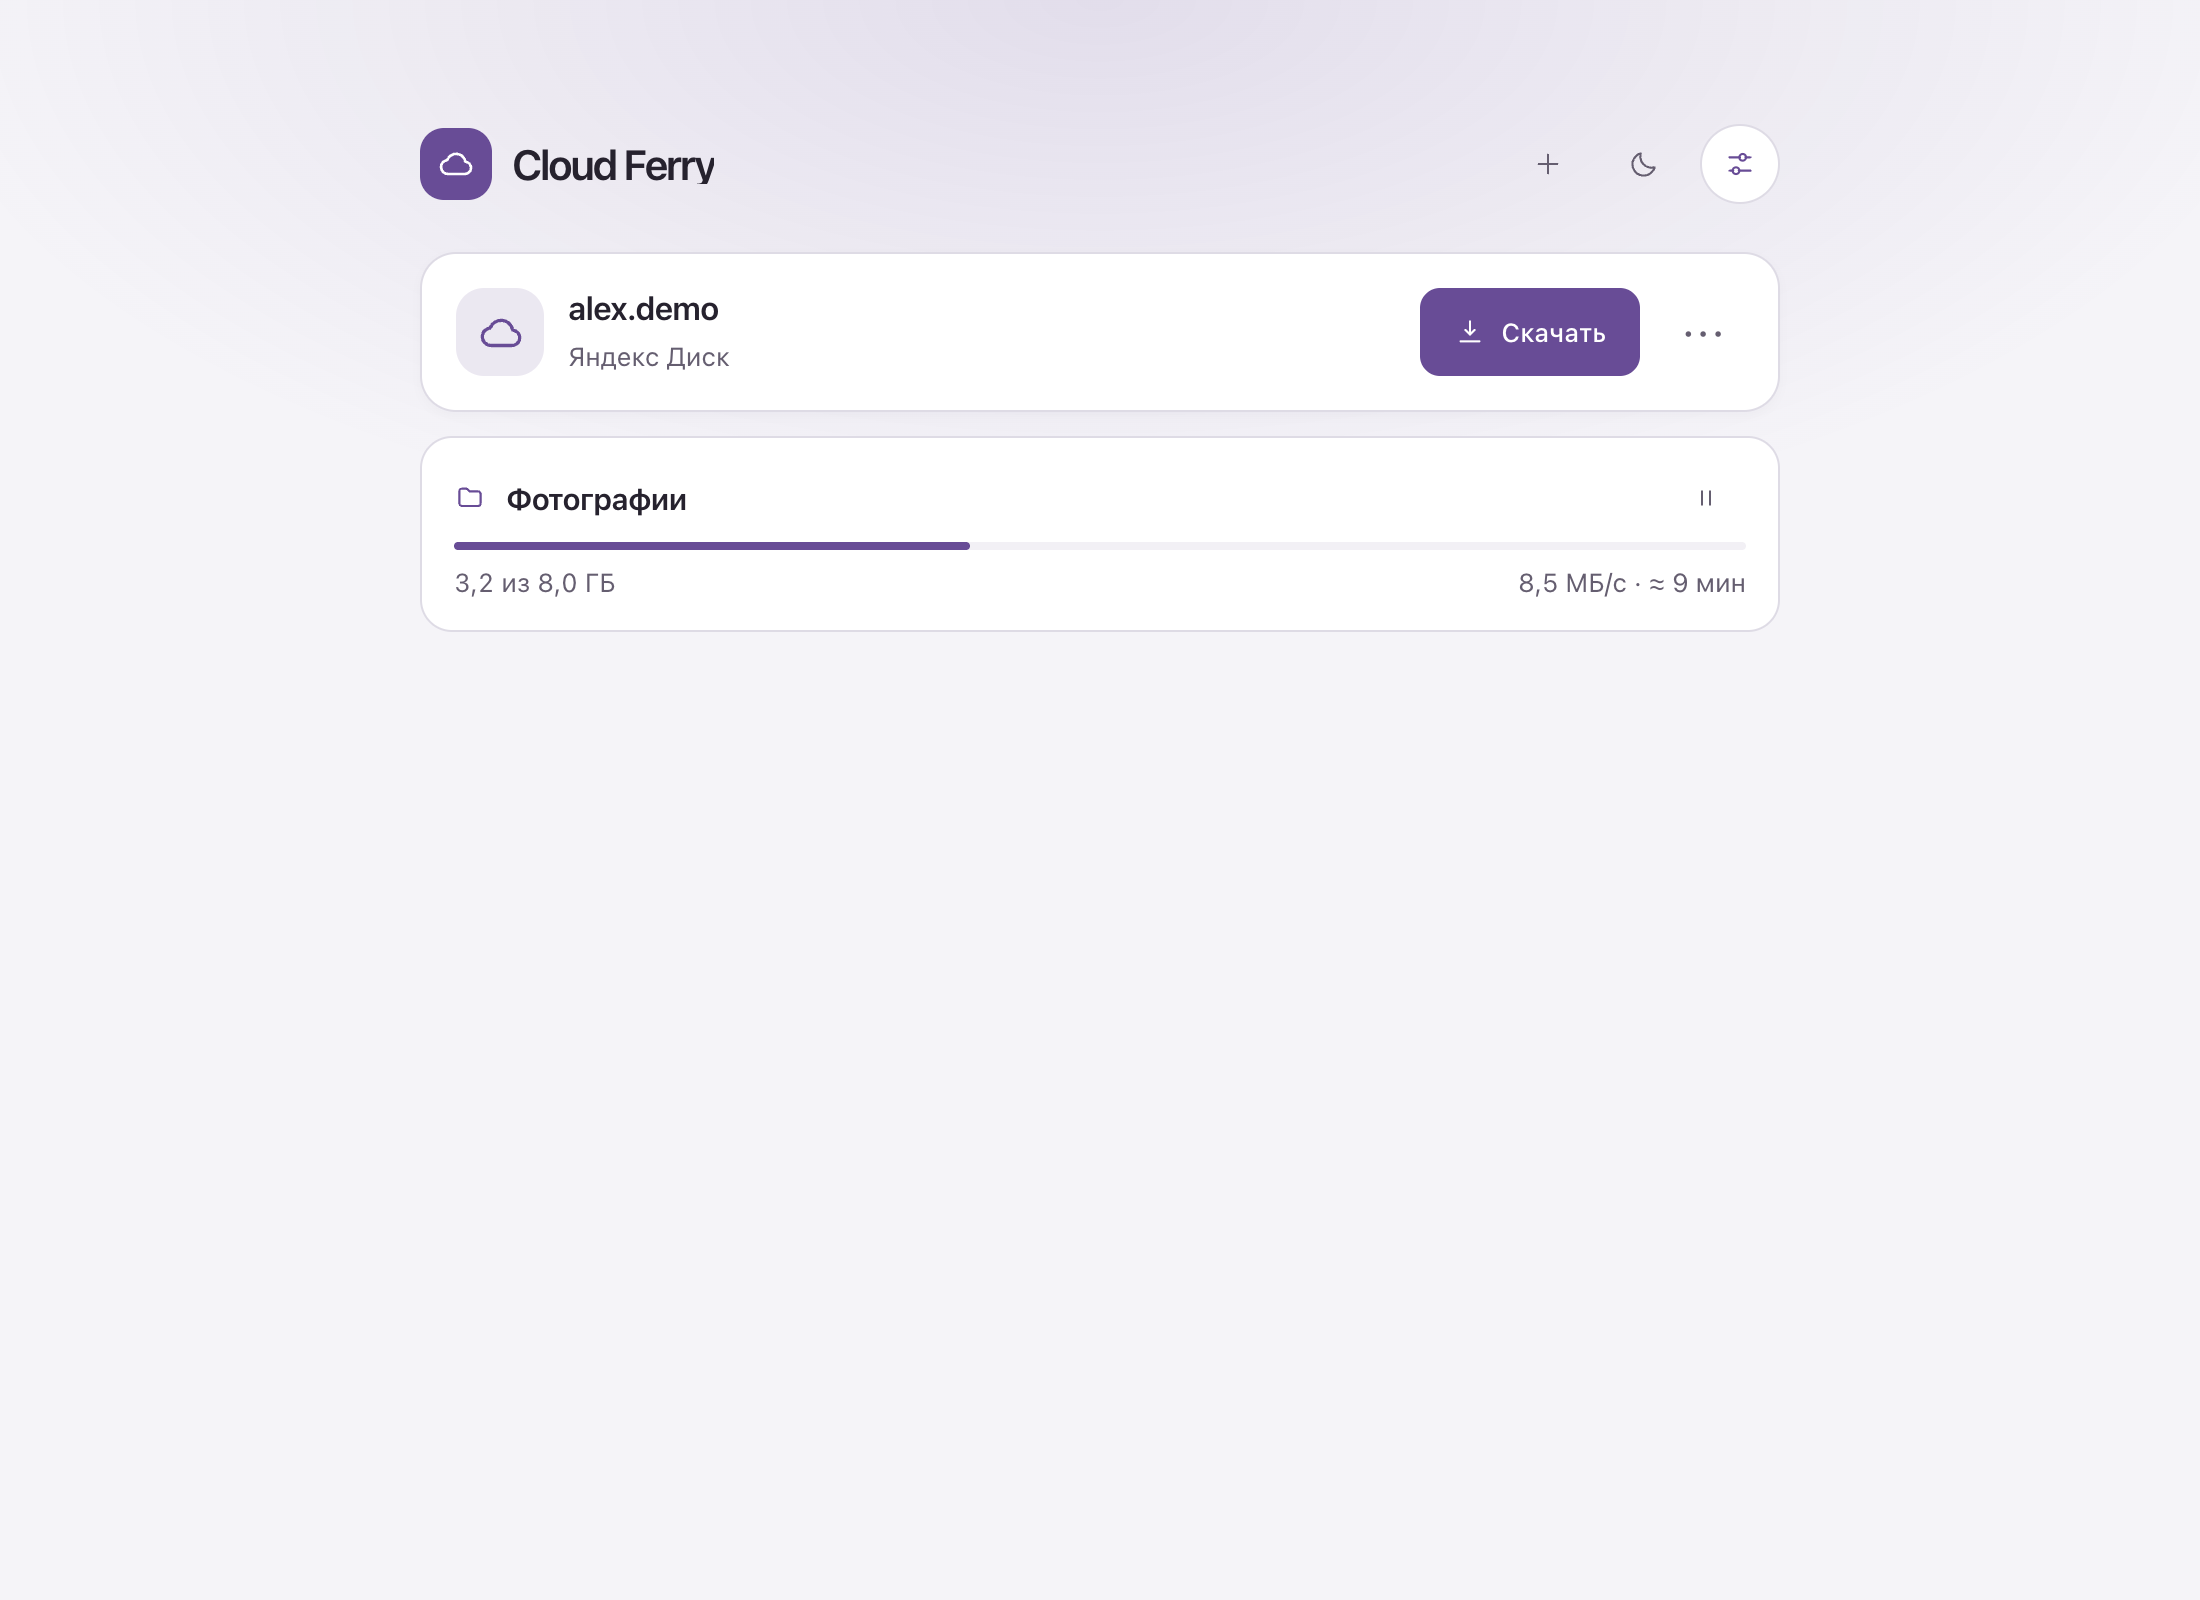 Cloud Ferry
alex.demo
Яндекс Диск
Скачать
Фотографии
3,2 из 8,0 ГБ
8,5 МБ/с · ≈ 9 мин